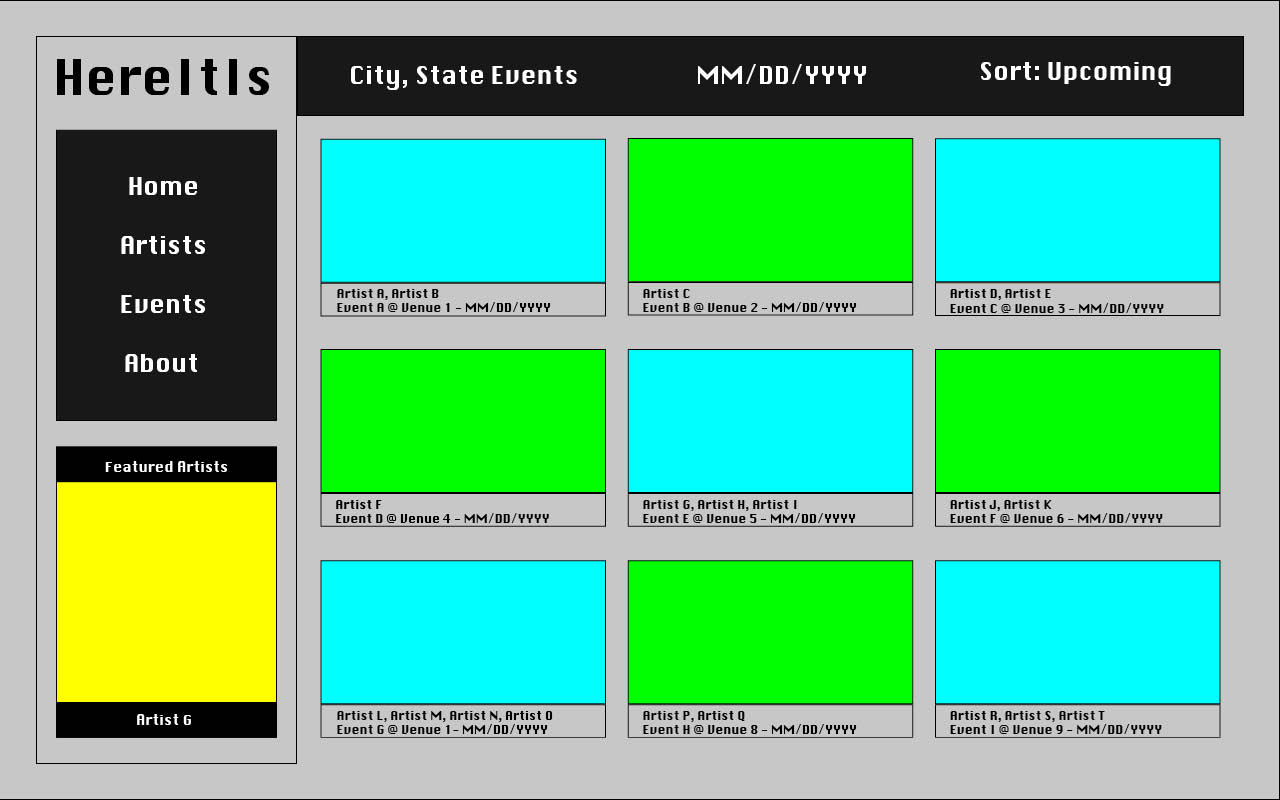 HereItIs
City, State Events
MM/DD/YYYY
Sort: Upcoming
Home
Artists
Events
About
Featured Artists
Artist G
Artist A, Artist B
Event A @ Venue 1 - MM/DD/YYYY
Artist C
Event B @ Venue 2 - MM/DD/YYYY
Artist D, Artist E
Event C @ Venue 3 - MM/DD/YYYY
Artist F
Event D @ Venue 4 - MM/DD/YYYY
Artist G, Artist H, Artist I
Event E @ Venue 5 - MM/DD/YYYY
Artist J, Artist K
Event F @ Venue 6 - MM/DD/YYYY
Artist L, Artist M, Artist N, Artist O
Event G @ Venue 1- MM/DD/YYYY
Artist P, Artist Q
Event H @ Venue 8 - MM/DD/YYYY
Artist R, Artist S, Artist T
Event I @ Venue 9 - MM/DD/YYYY